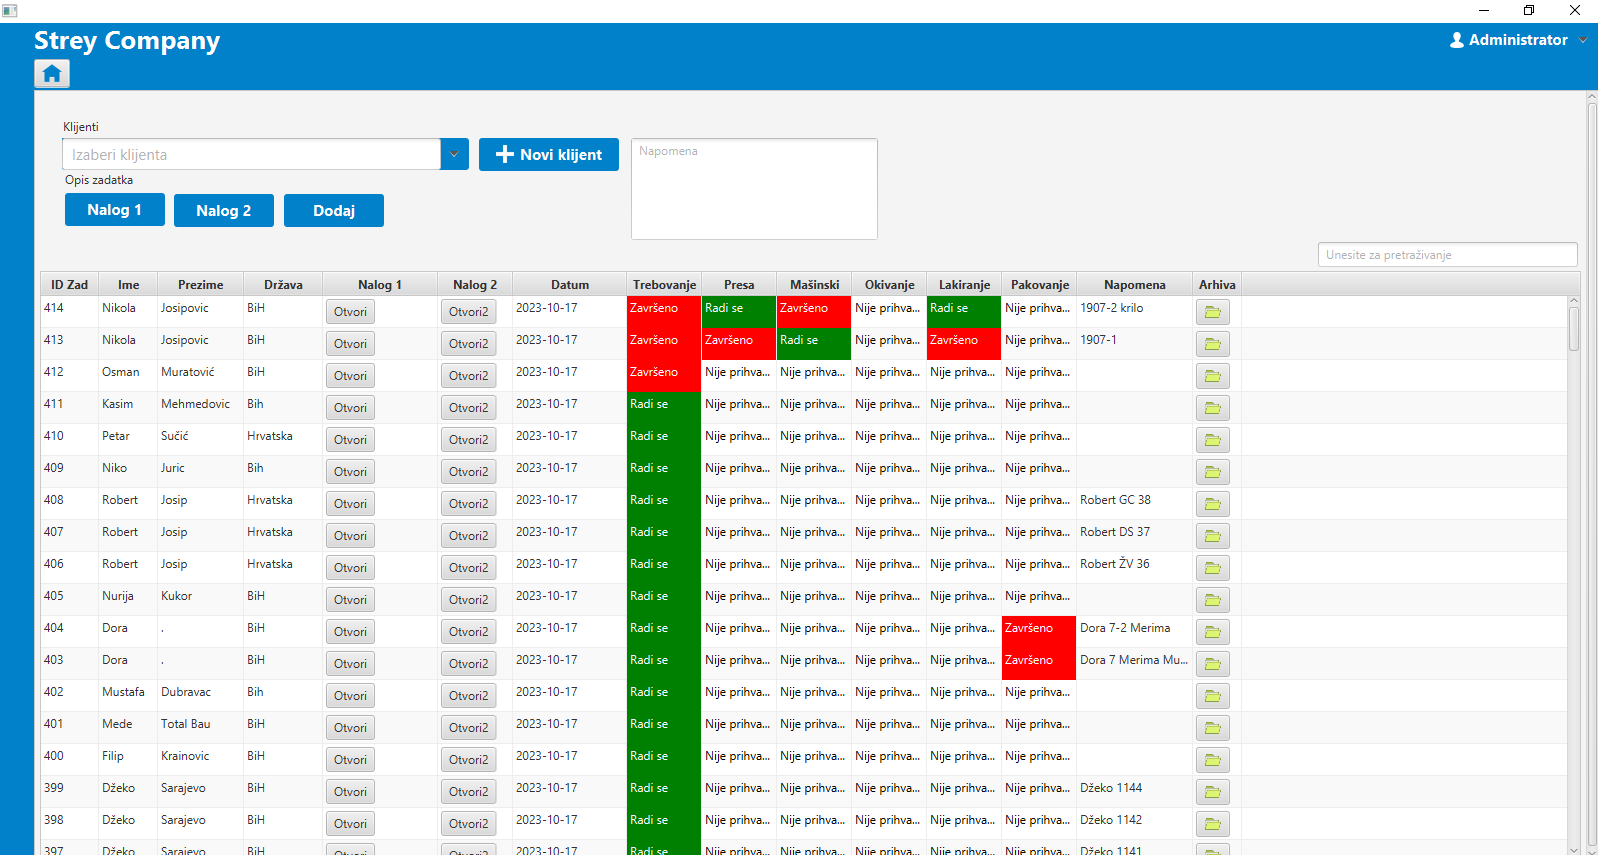 Strey Company
Administrator
Klijenti
Izaberi klijenta
Novi klijent
Napomena
Opis zadatka
Nalog 1 Nalog 2 Dodaj
Unesite za pretraživanje
ID Zad Ime Prezime Država Nalog 1 Nalog 2 Datum Trebovanje Presa Mašinski Okivanje Lakiranje Pakovanje Napomena Arhiva
414 Nikola Josipovic BiH Otvori Otvori2 2023-10-17 Završeno Radi se Završeno Nije prihva... Radi se Nije prihva... 1907-2 krilo
413 Nikola Josipovic BiH Otvori Otvori2 2023-10-17 Završeno Završeno Radi se Nije prihva... Završeno Nije prihva... 1907-1
412 Osman Muratović BiH Otvori Otvori2 2023-10-17 Završeno Nije prihva... Nije prihva... Nije prihva... Nije prihva... Nije prihva...
411 Kasim Mehmedovic Bih Otvori Otvori2 2023-10-17 Radi se Nije prihva... Nije prihva... Nije prihva... Nije prihva... Nije prihva...
410 Petar Sučić Hrvatska Otvori Otvori2 2023-10-17 Radi se Nije prihva... Nije prihva... Nije prihva... Nije prihva... Nije prihva...
409 Niko Juric Bih Otvori Otvori2 2023-10-17 Radi se Nije prihva... Nije prihva... Nije prihva... Nije prihva... Nije prihva...
408 Robert Josip Hrvatska Otvori Otvori2 2023-10-17 Radi se Nije prihva... Nije prihva... Nije prihva... Nije prihva... Nije prihva... Robert GC 38
407 Robert Josip Hrvatska Otvori Otvori2 2023-10-17 Radi se Nije prihva... Nije prihva... Nije prihva... Nije prihva... Nije prihva... Robert DS 37
406 Robert Josip Hrvatska Otvori Otvori2 2023-10-17 Radi se Nije prihva... Nije prihva... Nije prihva... Nije prihva... Nije prihva... Robert ŽV 36
405 Nurija Kukor BiH Otvori Otvori2 2023-10-17 Radi se Nije prihva... Nije prihva... Nije prihva... Nije prihva... Nije prihva...
404 Dora . BiH Otvori Otvori2 2023-10-17 Radi se Nije prihva... Nije prihva... Nije prihva... Nije prihva... Završeno Dora 7-2 Merima
403 Dora . BiH Otvori Otvori2 2023-10-17 Radi se Nije prihva... Nije prihva... Nije prihva... Nije prihva... Završeno Dora 7 Merima Mu...
402 Mustafa Dubravac Bih Otvori Otvori2 2023-10-17 Radi se Nije prihva... Nije prihva... Nije prihva... Nije prihva... Nije prihva...
401 Mede Total Bau BiH Otvori Otvori2 2023-10-17 Radi se Nije prihva... Nije prihva... Nije prihva... Nije prihva... Nije prihva...
400 Filip Krainovic BiH Otvori Otvori2 2023-10-17 Radi se Nije prihva... Nije prihva... Nije prihva... Nije prihva... Nije prihva...
399 Džeko Sarajevo BiH Otvori Otvori2 2023-10-17 Radi se Nije prihva... Nije prihva... Nije prihva... Nije prihva... Nije prihva... Džeko 1144
398 Džeko Sarajevo BiH Otvori Otvori2 2023-10-17 Radi se Nije prihva... Nije prihva... Nije prihva... Nije prihva... Nije prihva... Džeko 1142
397 Džeko Sarajevo BiH Otvori Otvori2 2023-10-17 Radi se Nije prihva... Nije prihva... Nije prihva... Nije prihva... Nije prihva... Džeko 1141